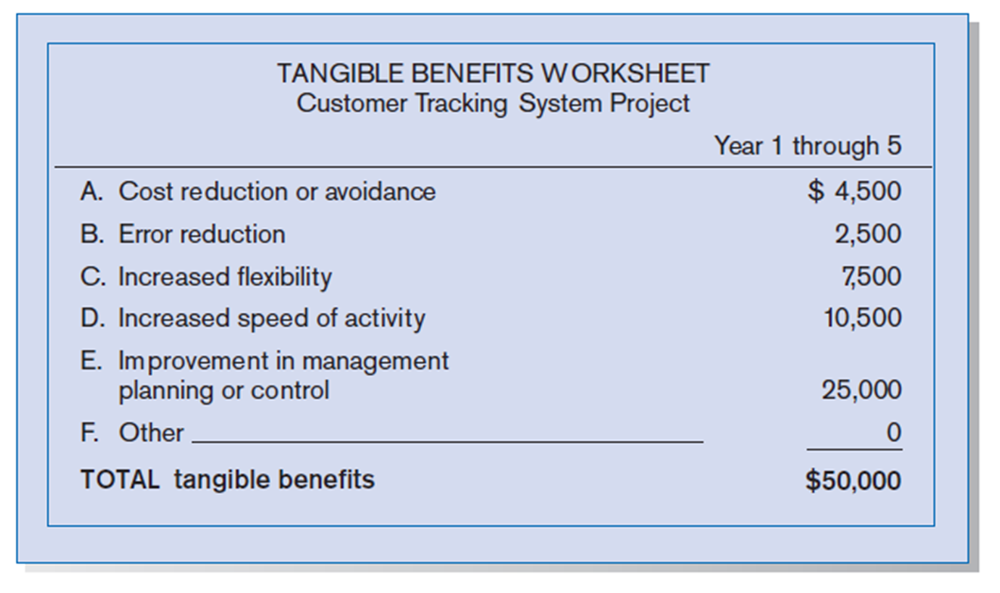 TANGIBLE BENEFITS WORKSHEET
Customer Tracking System Project
Year 1 through 5
A. Cost reduction or avoidance $ 4,500
B. Error reduction 2,500
C. Increased flexibility 7,500
D. Increased speed of activity 10,500
E. Improvement in management
planning or control 25,000
F. Other 0
TOTAL tangible benefits $50,000